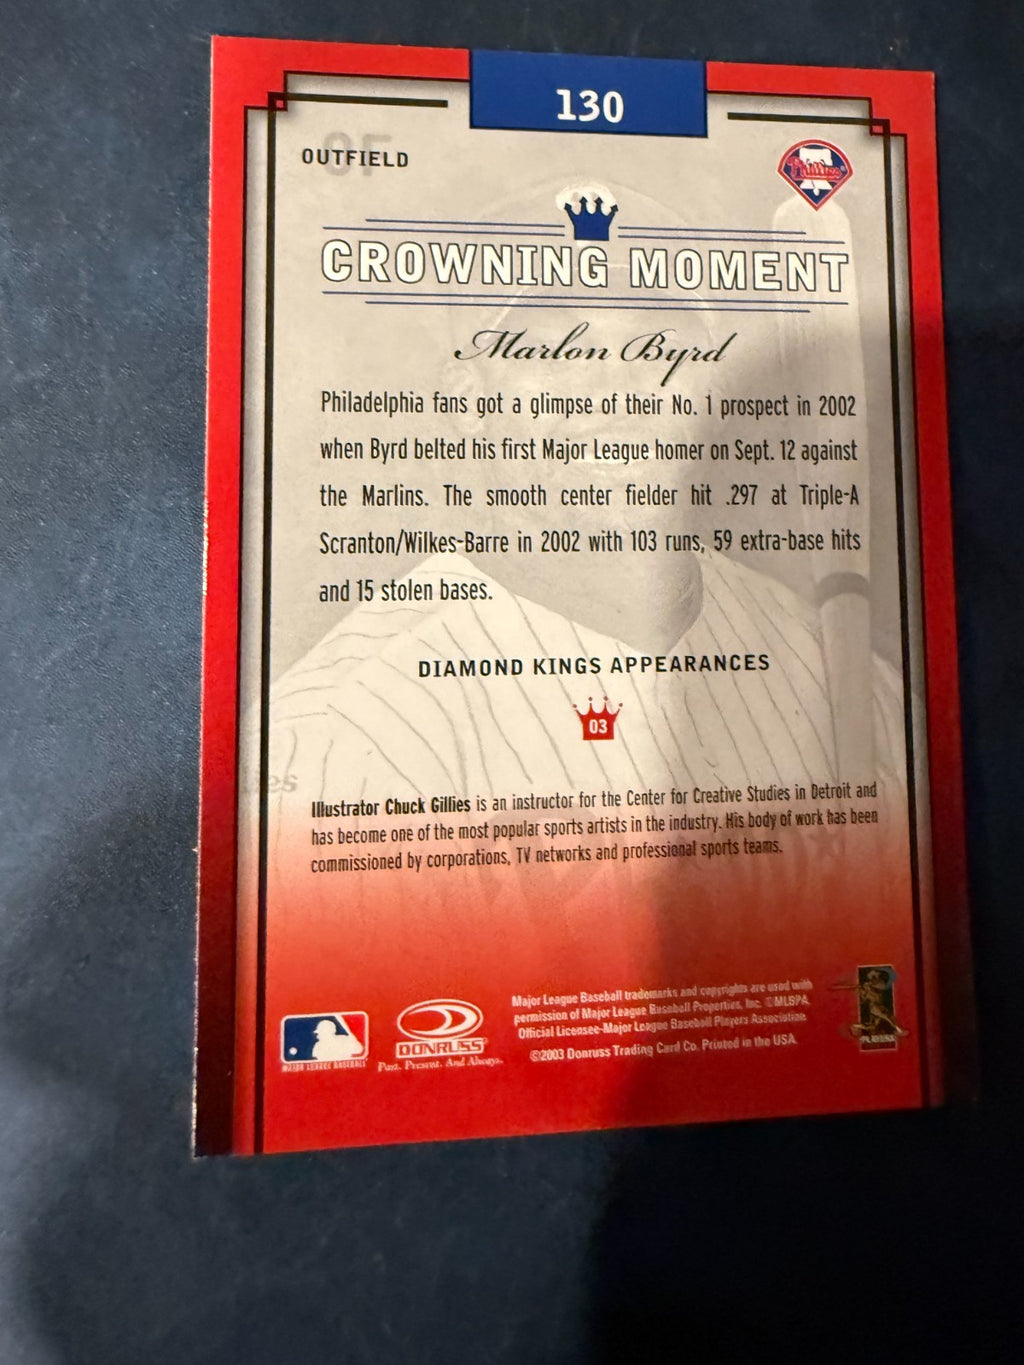 130
OUTFIELD
Phillies
CROWNING MOMENT
Marlon Byrd
Philadelphia fans got a glimpse of their No. 1 prospect in 2002
when Byrd belted his first Major League homer on Sept. 12 against
the Marlins. The smooth center fielder hit .297 at Triple-A
Scranton/Wilkes-Barre in 2002 with 103 runs, 59 extra-base hits
and 15 stolen bases.
DIAMOND KINGS APPEARANCES
03
Illustrator Chuck Gillies is an instructor for the Center for Creative Studies in Detroit and
has become one of the most popular sports artists in the industry. His body of work has been
commissioned by corporations, TV networks and professional sports teams.
Major League Baseball trademarks and copyrights are used with
permission of Major League Baseball Properties, Inc. ©MLBPA
Official Licensee-Major League Baseball Players Association
©2003 Donruss Trading Card Co. Printed in the USA.
MAJOR LEAGUE BASEBALL
DONRUSS
Past. Present. And Always.